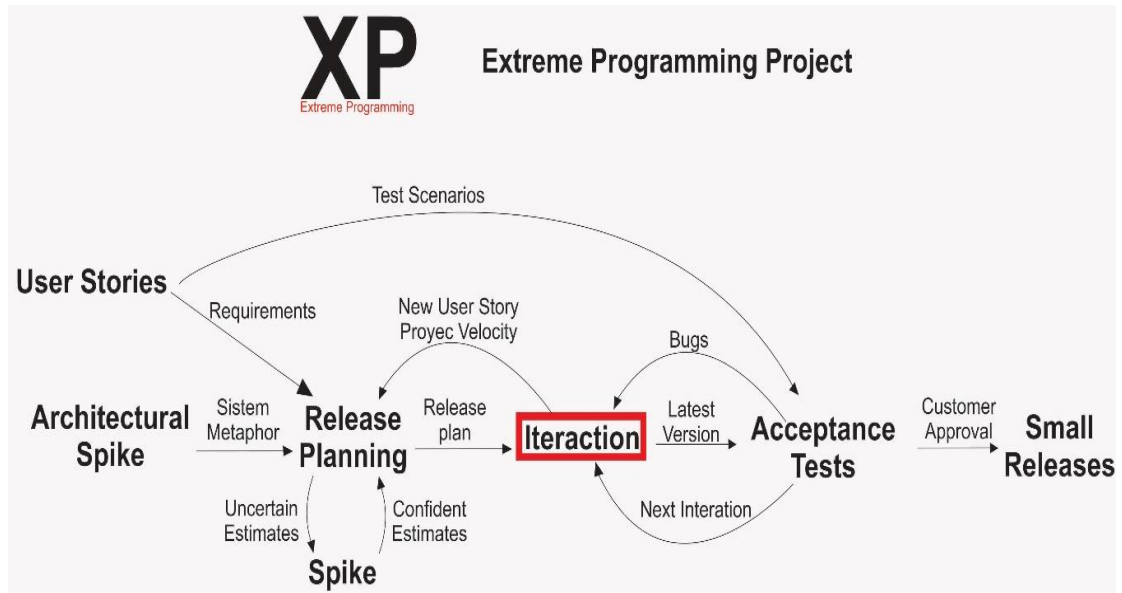 XP
Extreme Programming
Extreme Programming Project
Test Scenarios
User Stories
Requirements
New User Story
Proyec Velocity
Bugs
Architectural
Spike
Sistem
Metaphor
Release
Planning
Release
plan
Iteraction
Latest
Version
Acceptance
Tests
Customer
Approval
Small
Releases
Uncertain
Estimates
Confident
Estimates
Next Interation
Spike